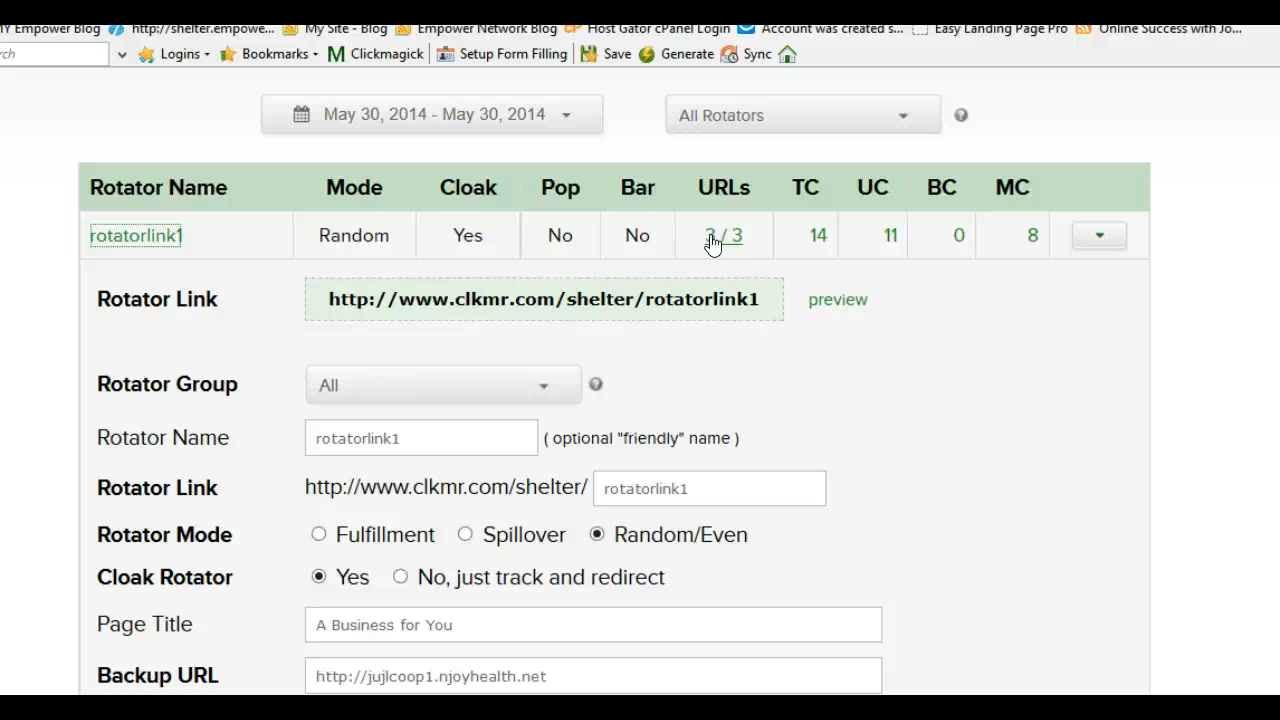 MY Empower Blog http://shelter.empowe... My Site - Blog Empower Network Blog Host Gator cPanel Login Account was created s... Easy Landing Page Pro Online Success with Jo...
rch Logins Bookmarks Clickmagick Setup Form Filling Save Generate Sync
May 30, 2014 - May 30, 2014 All Rotators
Rotator Name Mode Cloak Pop Bar URLs TC UC BC MC
rotatorlink1 Random Yes No No 3 / 3 14 11 0 8
Rotator Link http://www.clkmr.com/shelter/rotatorlink1 preview
Rotator Group All
Rotator Name rotatorlink1 ( optional "friendly" name )
Rotator Link http://www.clkmr.com/shelter/ rotatorlink1
Rotator Mode Fulfillment Spillover Random/Even
Cloak Rotator Yes No, just track and redirect
Page Title A Business for You
Backup URL http://jujlcoop1.njoyhealth.net